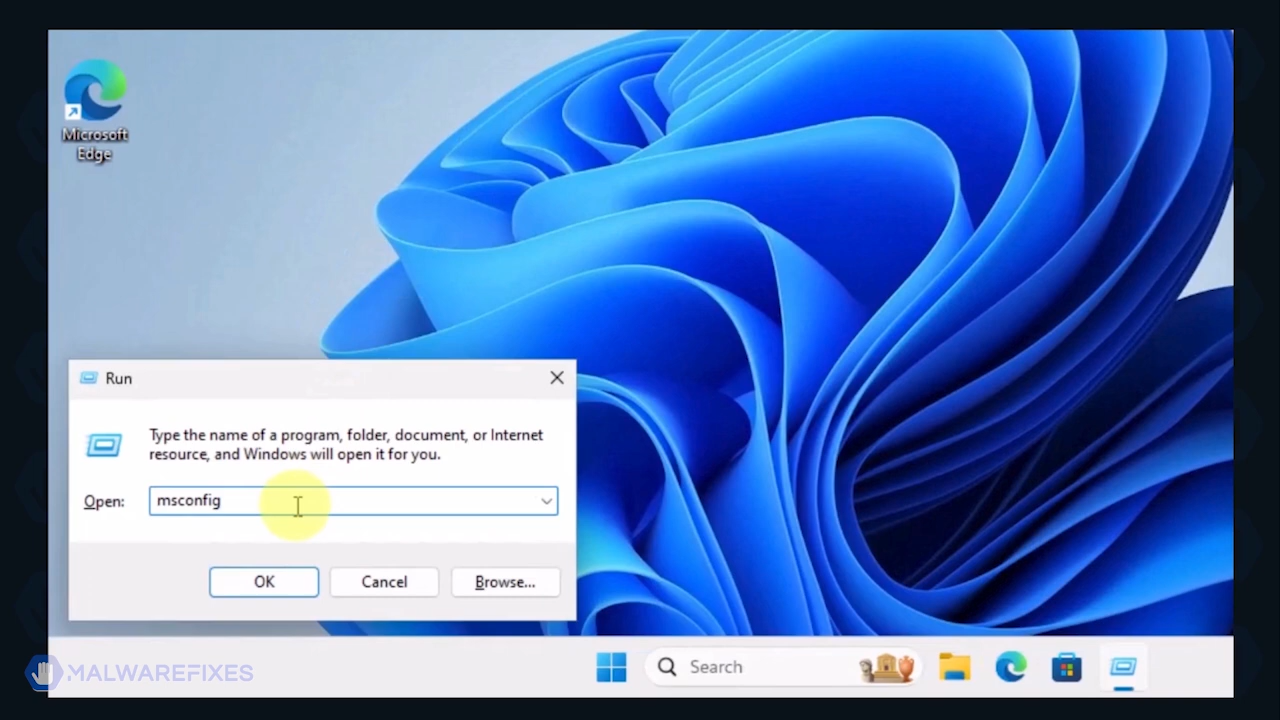 Microsoft
Edge
Run
Type the name of a program, folder, document, or Internet
resource, and Windows will open it for you.
Open:
msconfig
OK
Cancel
Browse...
Search
MALWAREFIXES